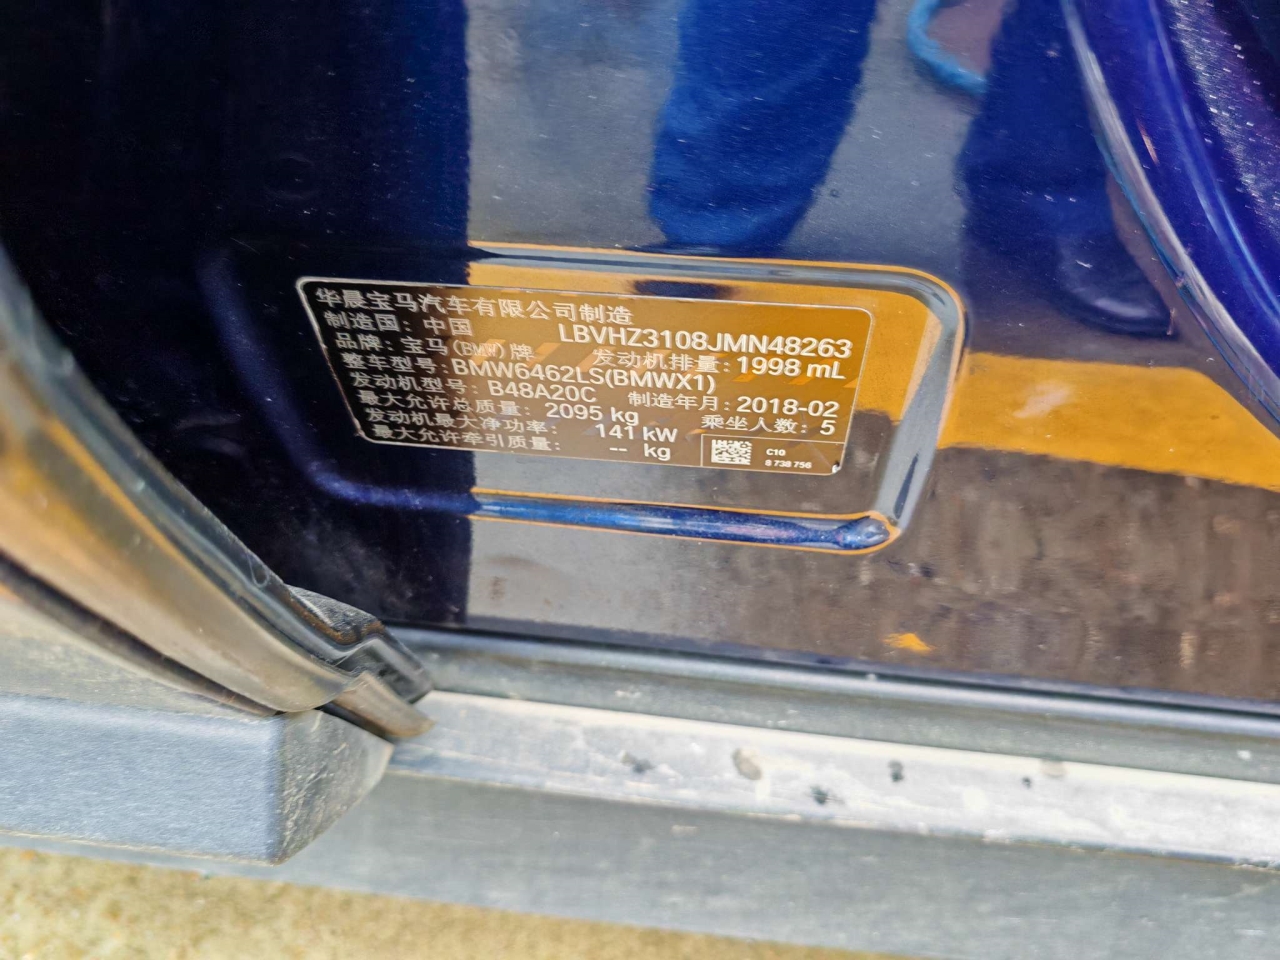 华晨宝马汽车有限公司制造
制造国: 中国 LBVHZ3108JMN48263
品牌: 宝马(BMW)牌 发动机排量: 1998 mL
整车型号: BMW6462LS(BMWX1)
发动机型号: B48A20C 制造年月: 2018-02
最大允许总质量: 2095 kg 乘坐人数: 5
发动机最大净功率: 141 kW
最大允许牵引质量: -- kg
C10
8 738 756